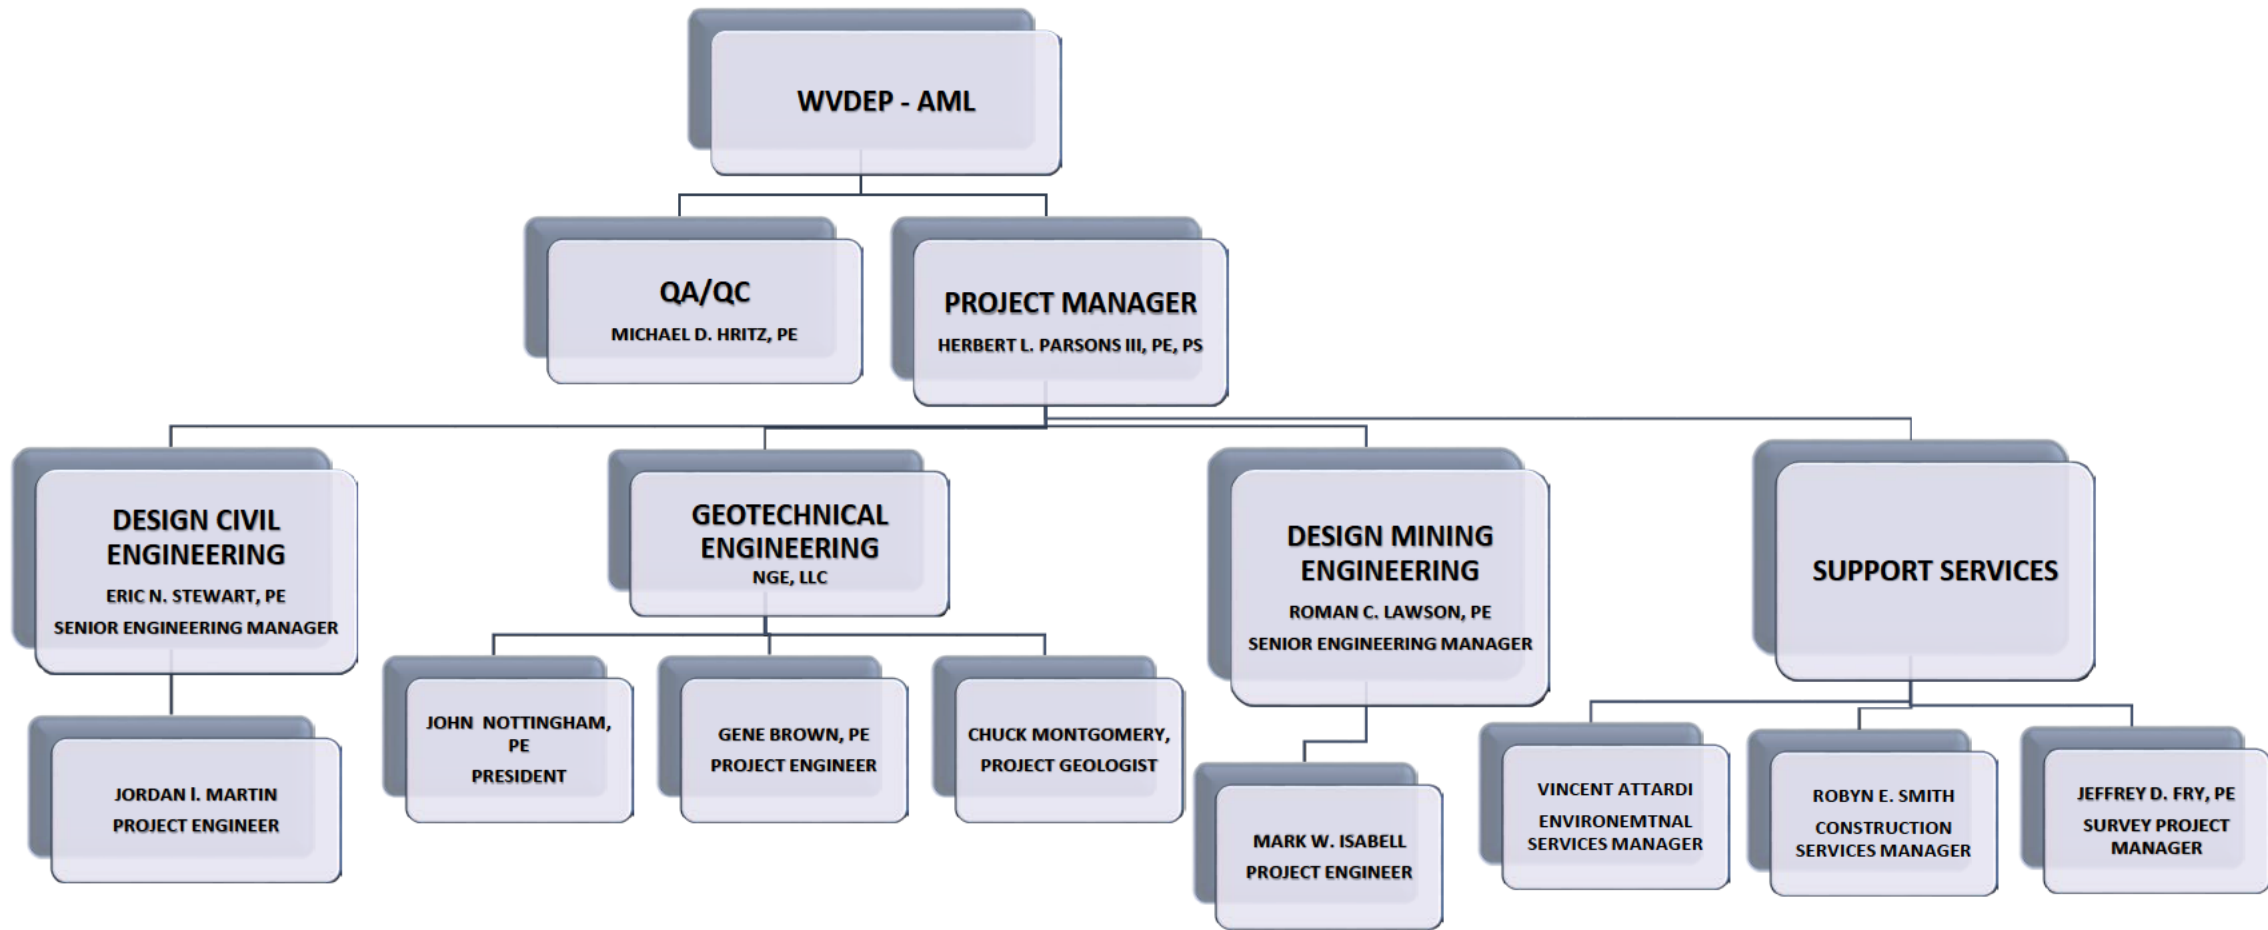 WVDEP - AML
QA/QC
MICHAEL D. HRITZ, PE
PROJECT MANAGER
HERBERT L. PARSONS III, PE, PS
DESIGN CIVIL
ENGINEERING
ERIC N. STEWART, PE
SENIOR ENGINEERING MANAGER
GEOTECHNICAL
ENGINEERING
NGE, LLC
DESIGN MINING
ENGINEERING
ROMAN C. LAWSON, PE
SENIOR ENGINEERING MANAGER
SUPPORT SERVICES
JORDAN l. MARTIN
PROJECT ENGINEER
JOHN  NOTTINGHAM,
PE
PRESIDENT
GENE BROWN, PE
PROJECT ENGINEER
CHUCK MONTGOMERY,
PROJECT GEOLOGIST
MARK W. ISABELL
PROJECT ENGINEER
VINCENT ATTARDI
ENVIRONEMTNAL
SERVICES MANAGER
ROBYN E. SMITH
CONSTRUCTION
SERVICES MANAGER
JEFFREY D. FRY, PE
SURVEY PROJECT
MANAGER